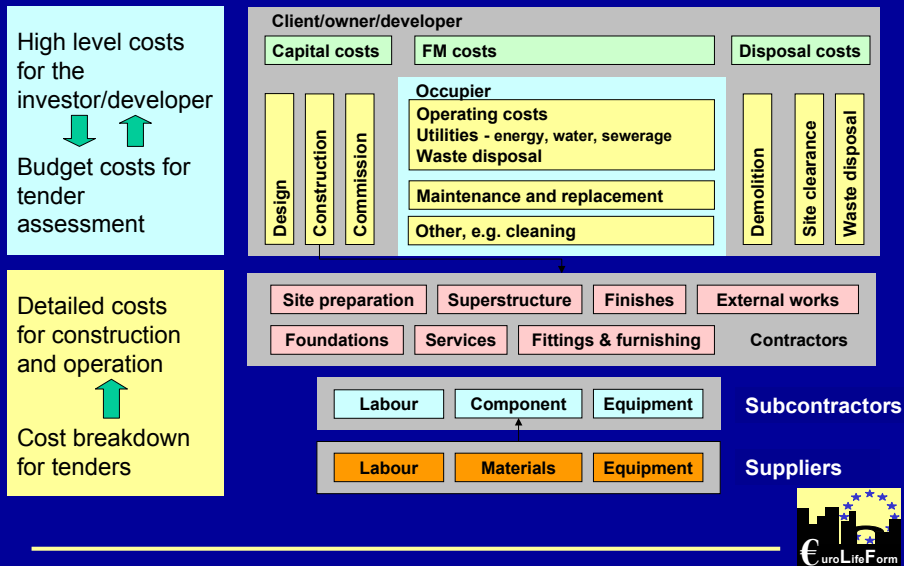 High level costs
for the
investor/developer
Budget costs for
tender
assessment
Detailed costs
for construction
and operation
Cost breakdown
for tenders
Client/owner/developer
Capital costs
FM costs
Disposal costs
Design
Construction
Commission
Occupier
Operating costs
Utilities - energy, water, sewerage
Waste disposal
Maintenance and replacement
Other, e.g. cleaning
Demolition
Site clearance
Waste disposal
Site preparation
Superstructure
Finishes
External works
Foundations
Services
Fittings & furnishing
Contractors
Labour
Component
Equipment
Subcontractors
Labour
Materials
Equipment
Suppliers
€uroLifeForm